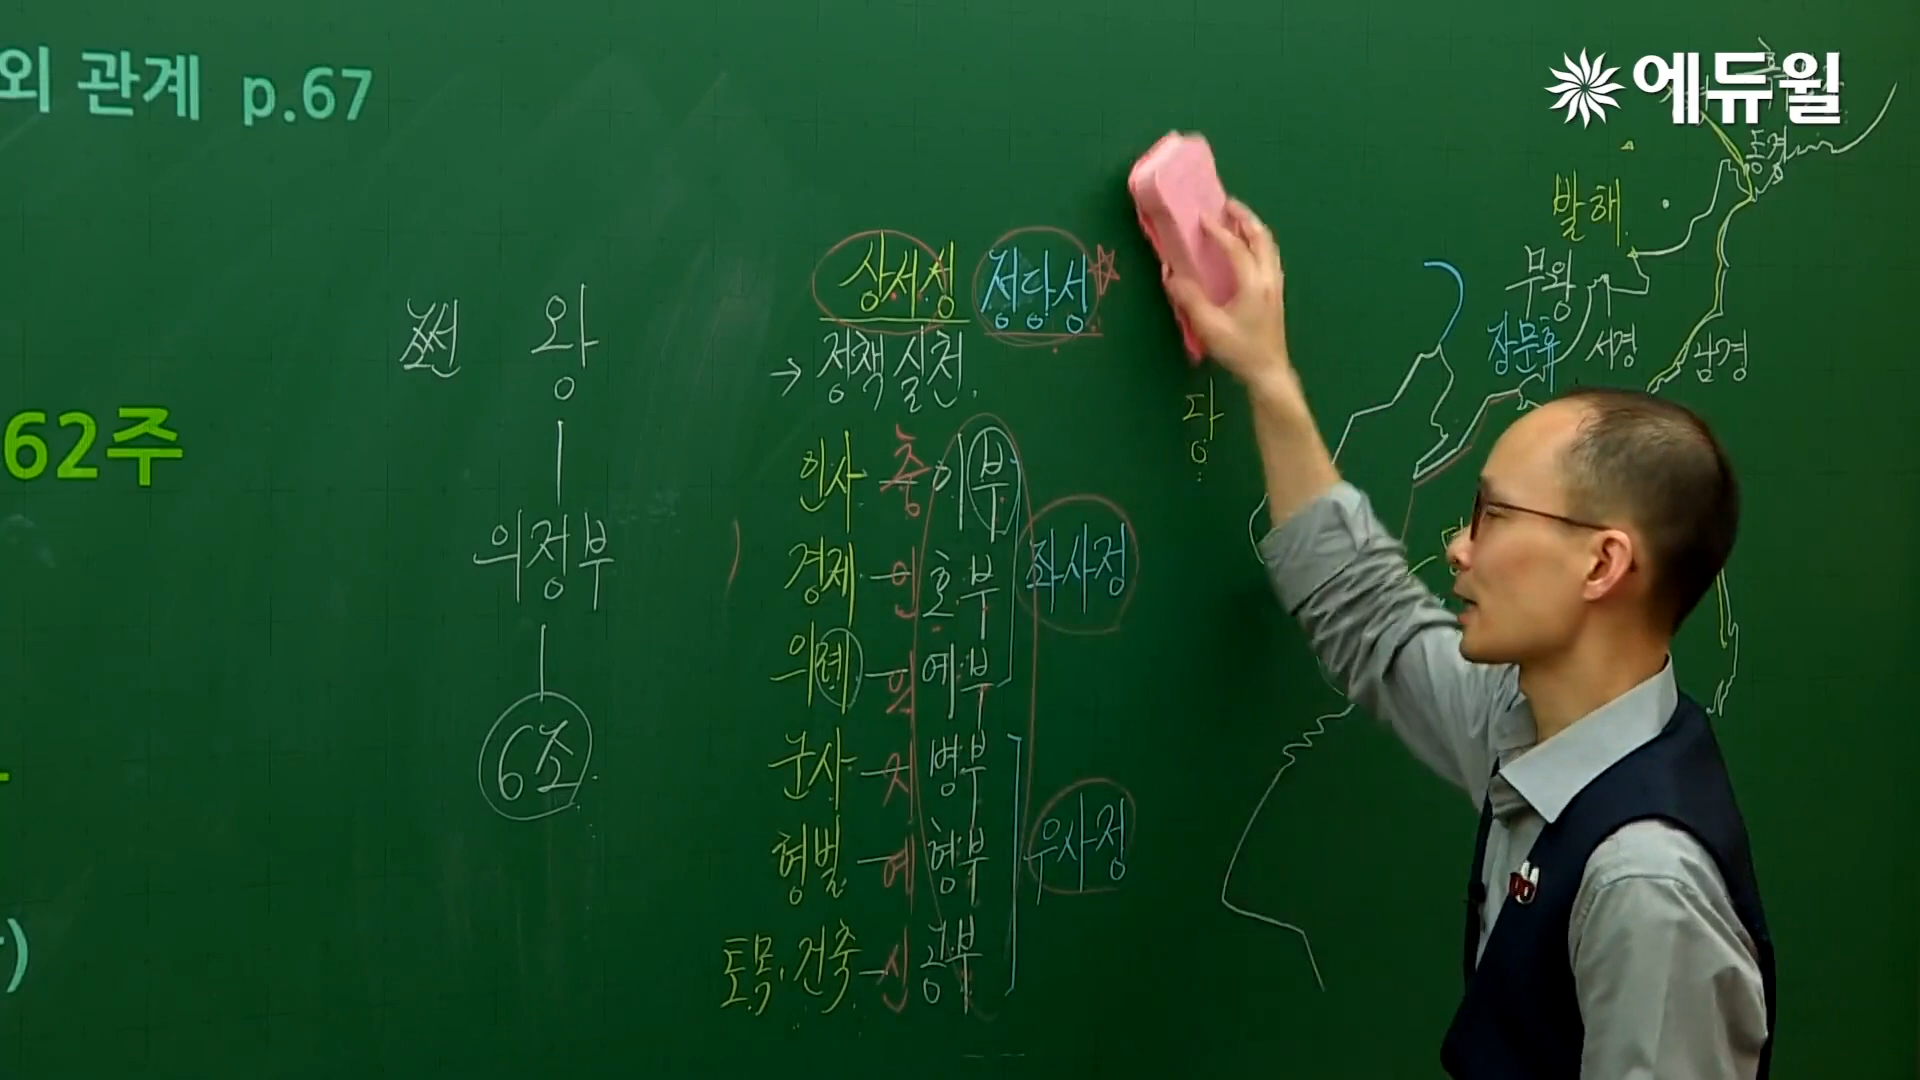 외 관계 p.67
에듀윌
62주
왕
의정부
6조
상서성 정당성
→ 정책 실천.
인사 - 충 이부
경제 - 인 호부
의례 - 의 예부
좌사정
군사 - 지 병부
형벌 - 예 형부
우사정
토목, 건축 - 신 공부
당
동경
발해
무왕
장문휴
서경
남경